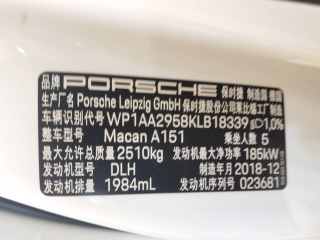 品牌 PORSCHE 保时捷 制造国 德国
生产厂名 Porsche Leipzig GmbH 保时捷股份公司莱比锡工厂 制造
车辆识别代号 WP1AA2958KLB18339 1,0%
整车型号 Macan A151 乘坐人数 5
最大允许总质量 2510kg 发动机最大净功率 185kW
发动机型号 DLH 制造年月 2018-12
发动机排量 1984mL 发动机序列号 023681